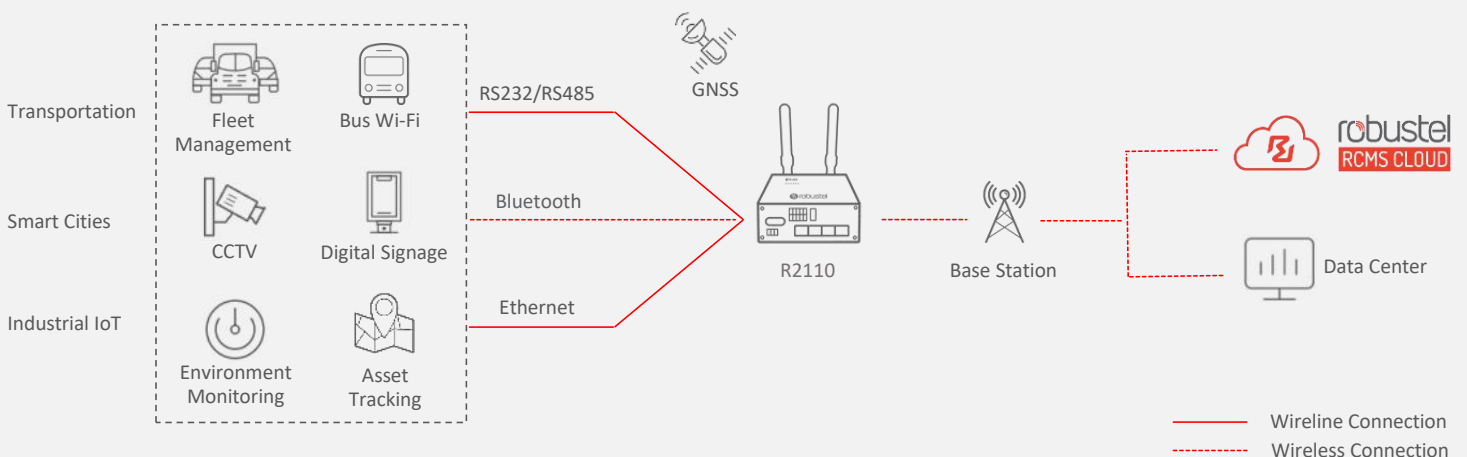 GNSS
RS232/RS485
Transportation
Fleet
Management
Bus Wi-Fi
robustel
RCMS CLOUD
Bluetooth
robustel
Smart Cities
CCTV
Digital Signage
R2110
Base Station
Data Center
Ethernet
Industrial IoT
Environment
Monitoring
Asset
Tracking
Wireline Connection
Wireless Connection